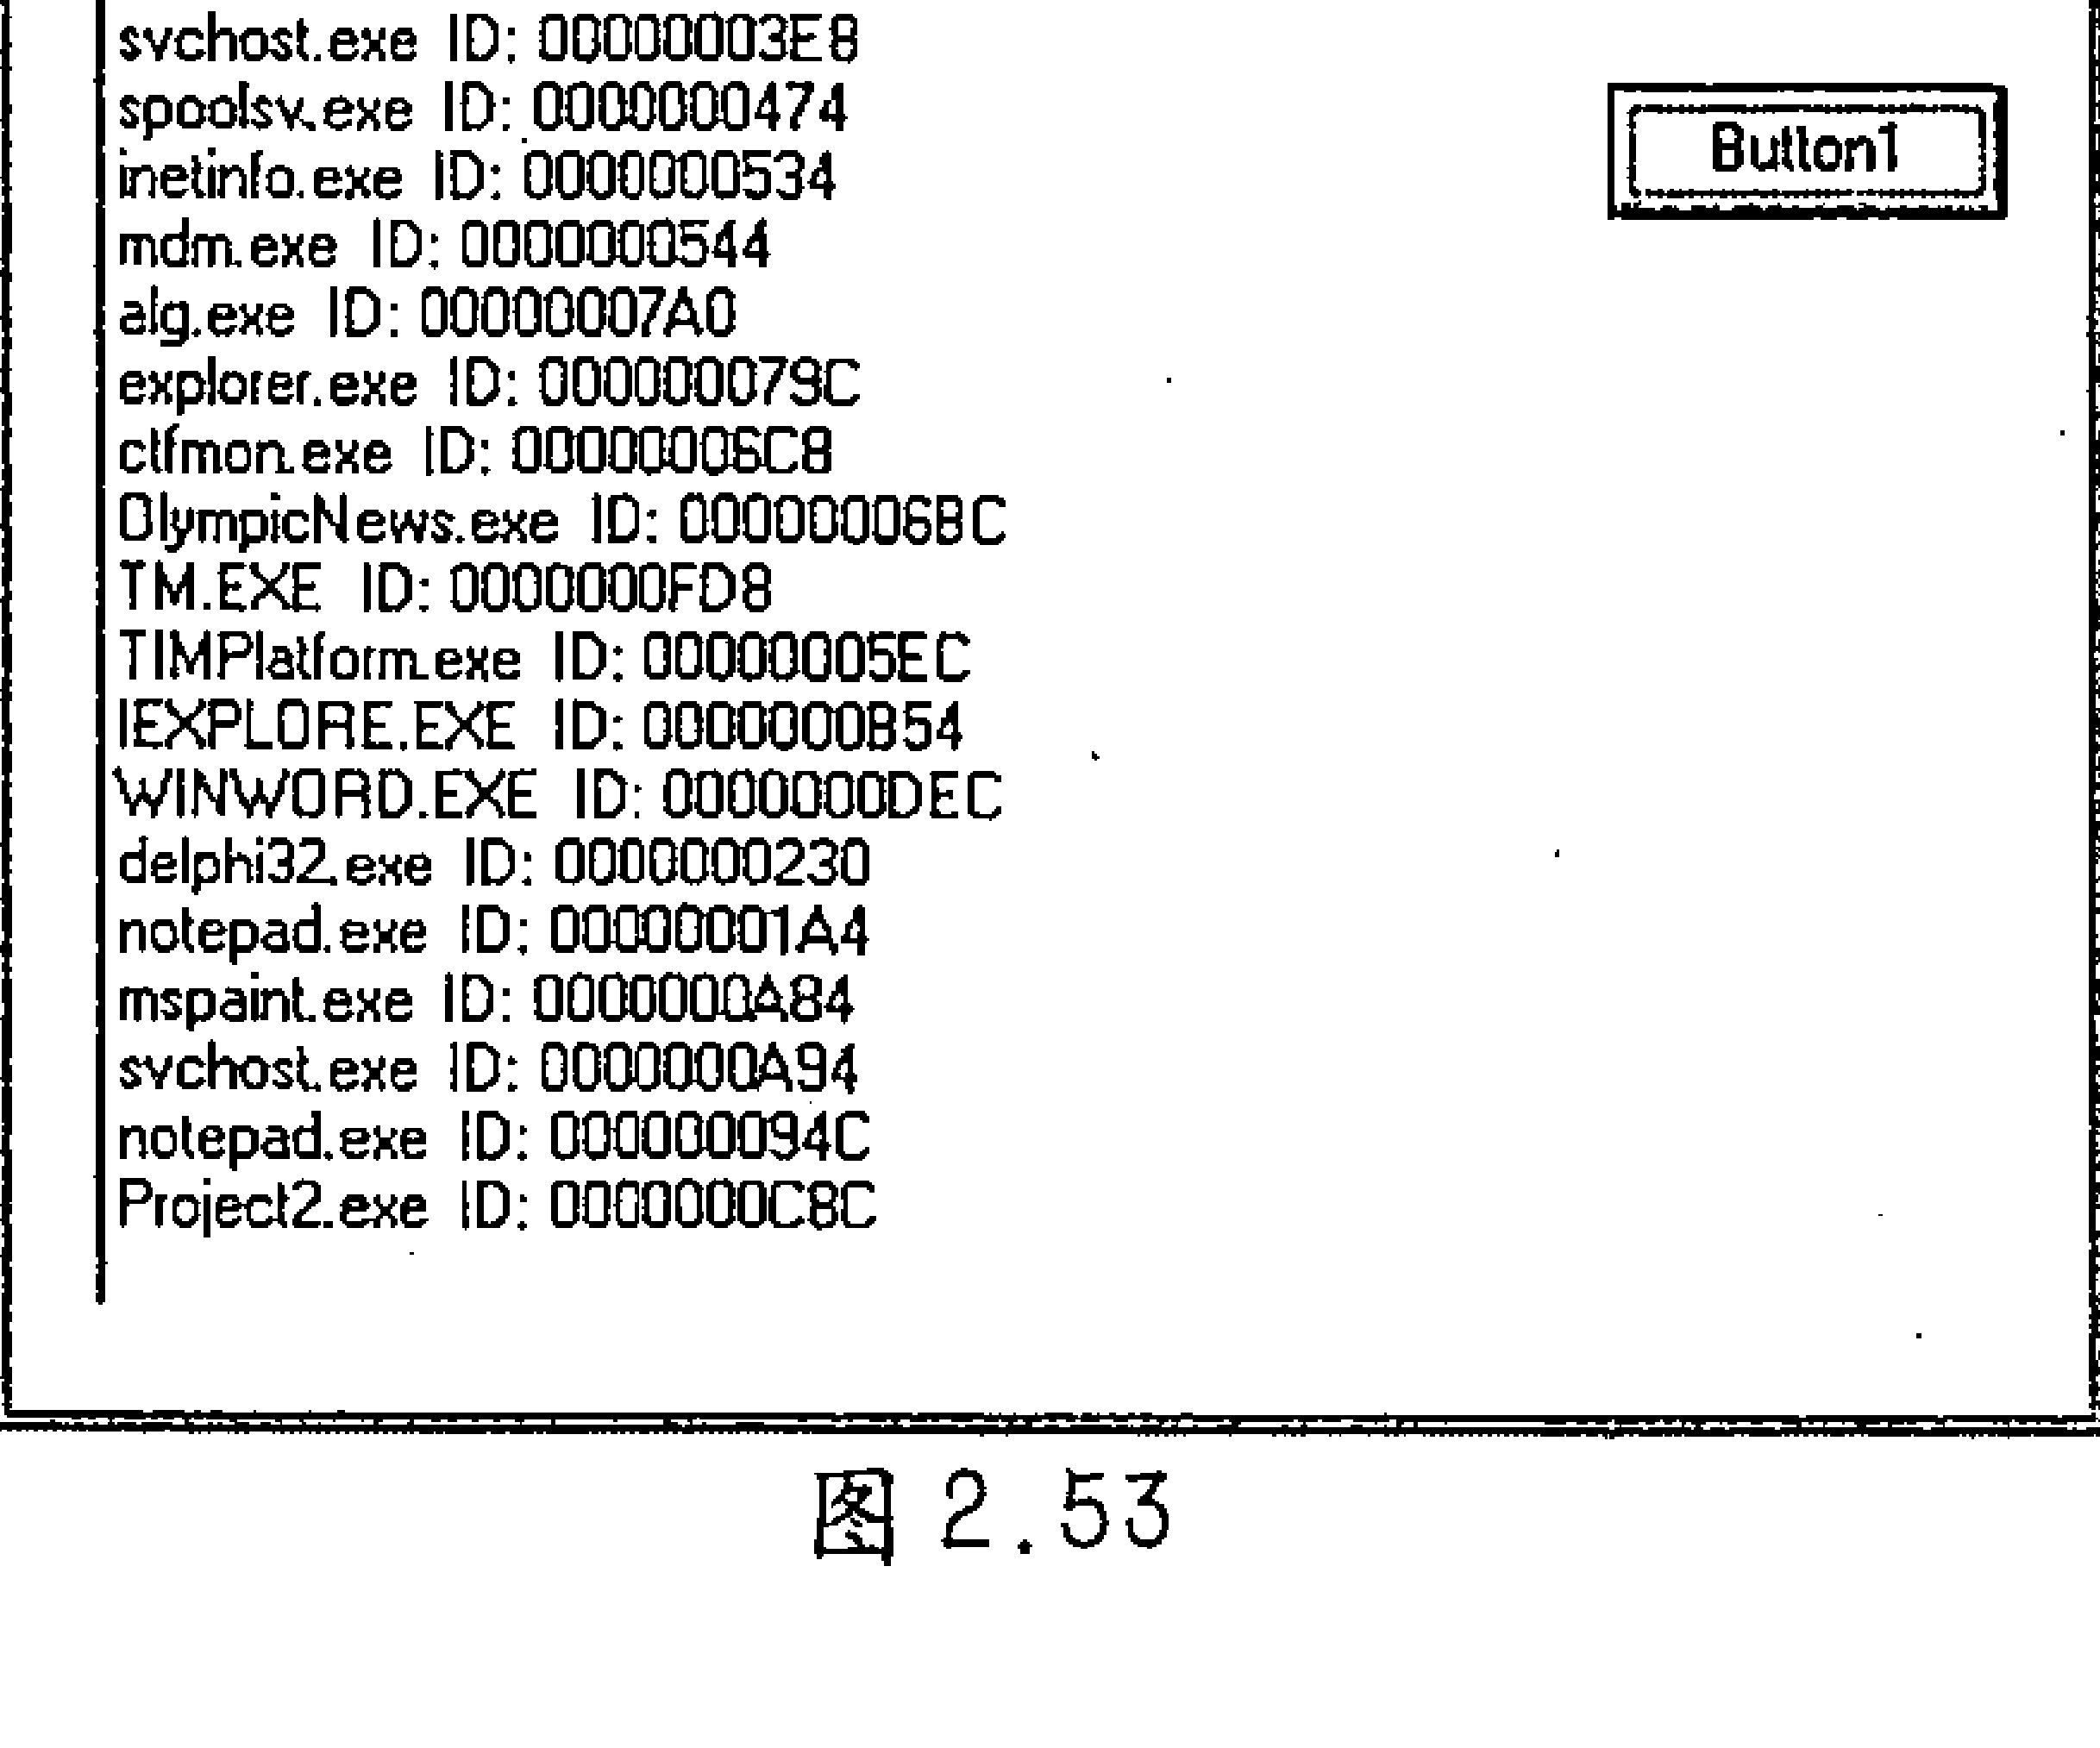 svchost.exe ID: 00000003E8
spoolsv.exe ID: 0000000474
Button1
inetinfo.exe ID: 0000000534
mdm.exe ID: 0000000544
alg.exe ID: 00000007A0
explorer.exe ID: 000000079C
ctfmon.exe ID: 00000006C8
OlympicNews.exe ID: 00000006BC
TM.EXE ID: 0000000FD8
TIMPlatform.exe ID: 00000005EC
IEXPLORE.EXE ID: 0000000B54
WINWORD.EXE ID: 0000000DEC
delphi32.exe ID: 0000000230
notepad.exe ID: 00000001A4
mspaint.exe ID: 0000000A84
svchost.exe ID: 0000000A94
notepad.exe ID: 000000094C
Project2.exe ID: 0000000C8C
图 2.53